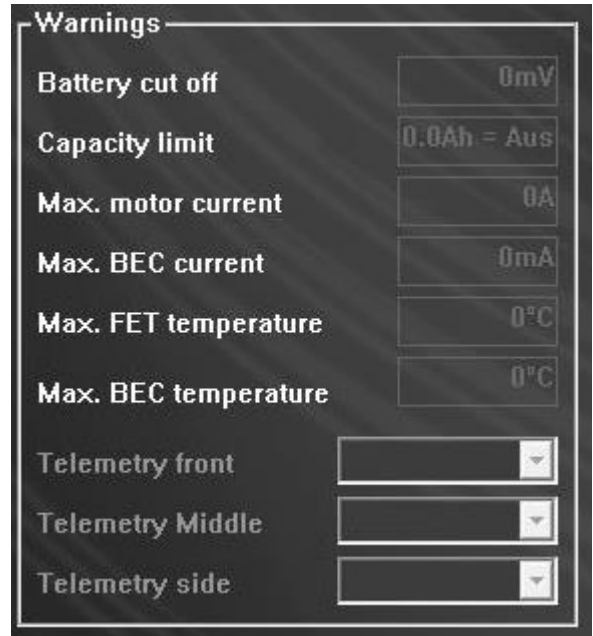 Warnings
Battery cut off 0mV
Capacity limit 0.0Ah = Aus
Max. motor current 0A
Max. BEC current 0mA
Max. FET temperature 0°C
Max. BEC temperature 0°C
Telemetry front
Telemetry Middle
Telemetry side